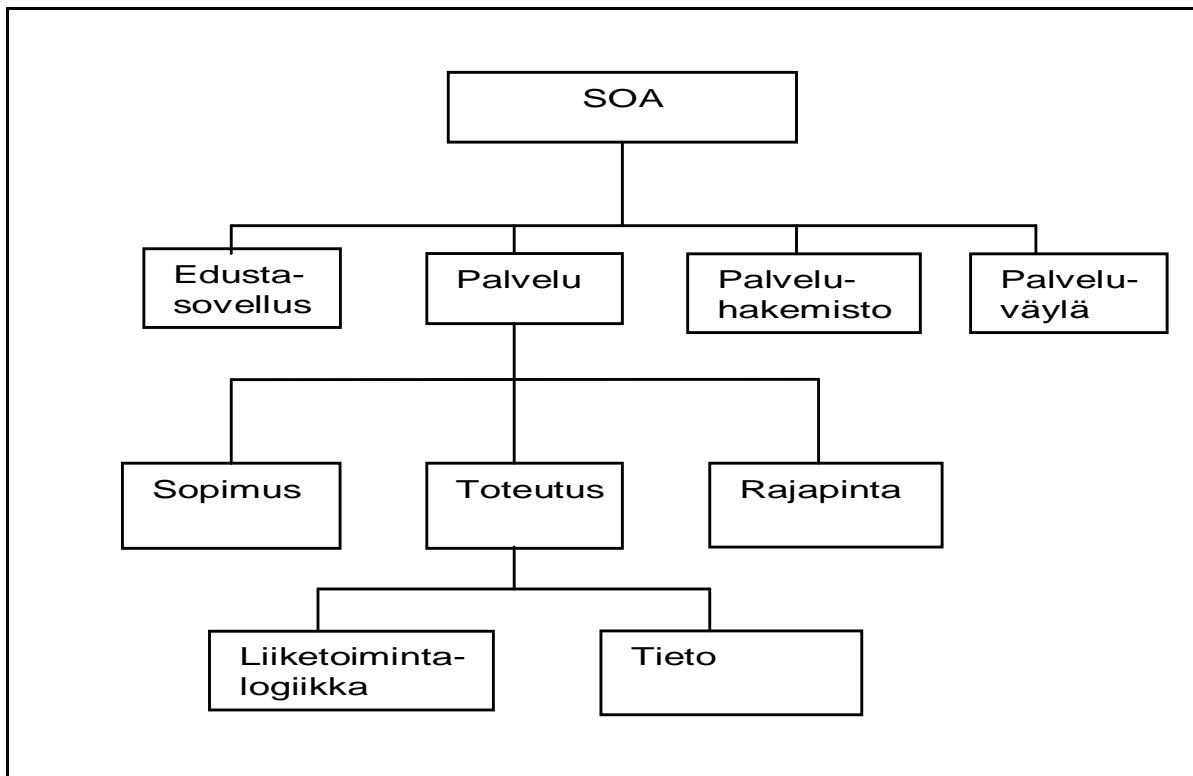 SOA
Edusta-
sovellus
Palvelu
Palvelu-
hakemisto
Palvelu-
väylä
Sopimus
Toteutus
Rajapinta
Liiketoiminta-
logiikka
Tieto